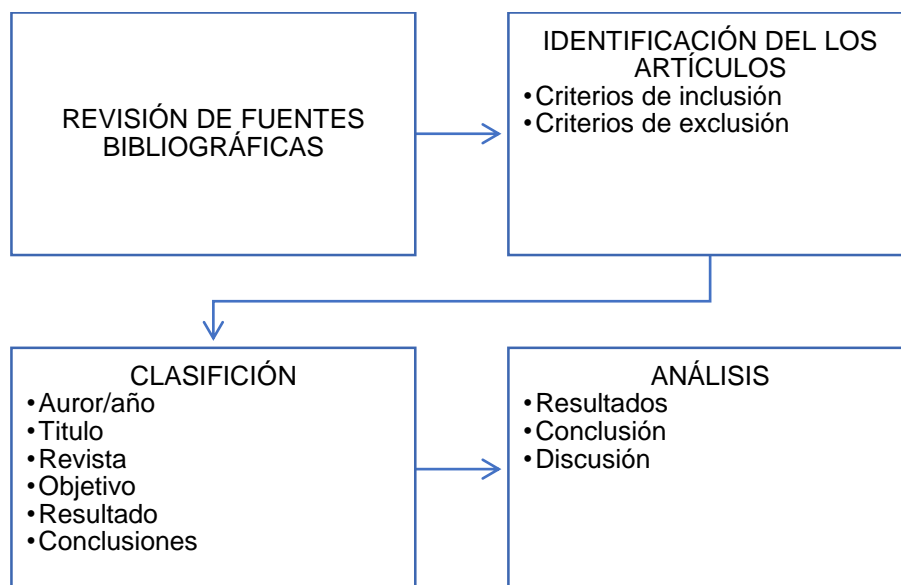 REVISIÓN DE FUENTES
BIBLIOGRÁFICAS
IDENTIFICACIÓN DEL LOS
ARTÍCULOS
•Criterios de inclusión
•Criterios de exclusión
CLASIFICIÓN
•Auror/año
•Titulo
•Revista
•Objetivo
•Resultado
•Conclusiones
ANÁLISIS
•Resultados
•Conclusión
•Discusión